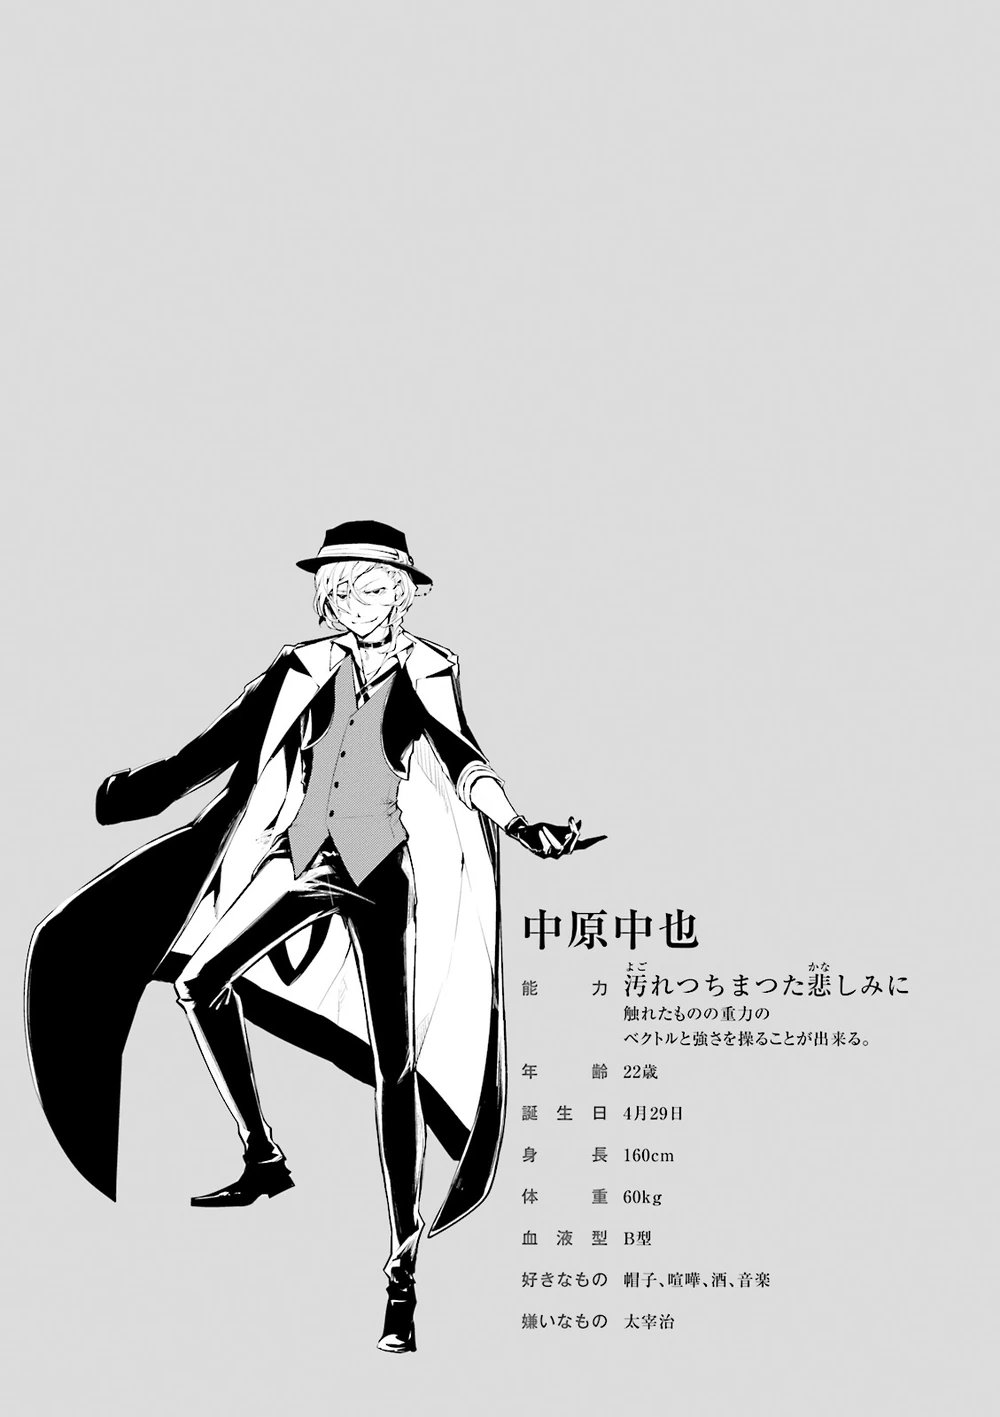 中原中也
能力 汚れつちまつた悲しみに
よご かな
触れたものの重力の
ベクトルと強さを操ることが出来る。
年齢 22歳
誕生日 4月29日
身長 160cm
体重 60kg
血液型 B型
好きなもの 帽子、喧嘩、酒、音楽
嫌いなもの 太宰治